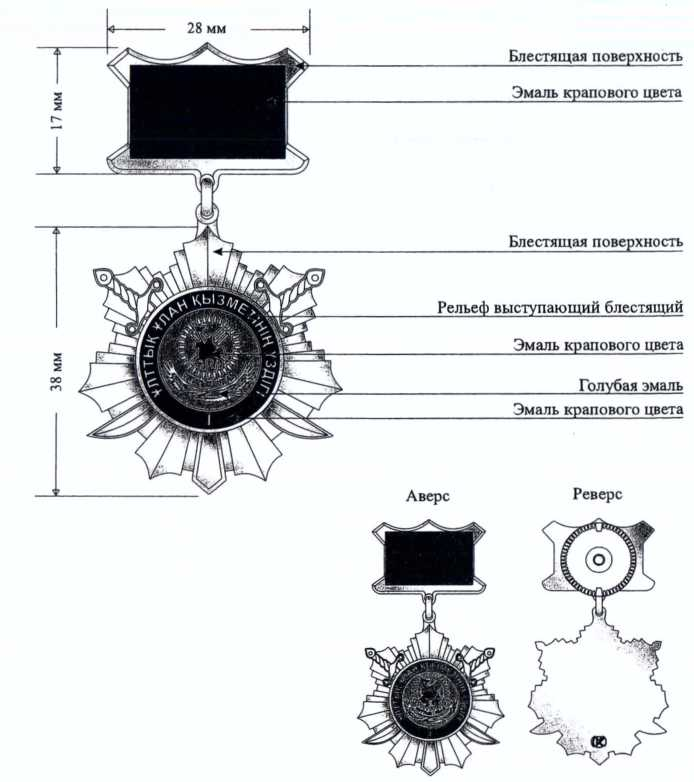 28 мм
Блестящая поверхность
Эмаль крапового цвета
17 мм
Блестящая поверхность
Рельеф выступающий блестящий
ҰЛТТЫҚ ҰЛАН ҚЫЗМЕТІНІҢ ҮЗДІГІ
Эмаль крапового цвета
38 мм
Голубая эмаль
Эмаль крапового цвета
I
Аверс
Реверс